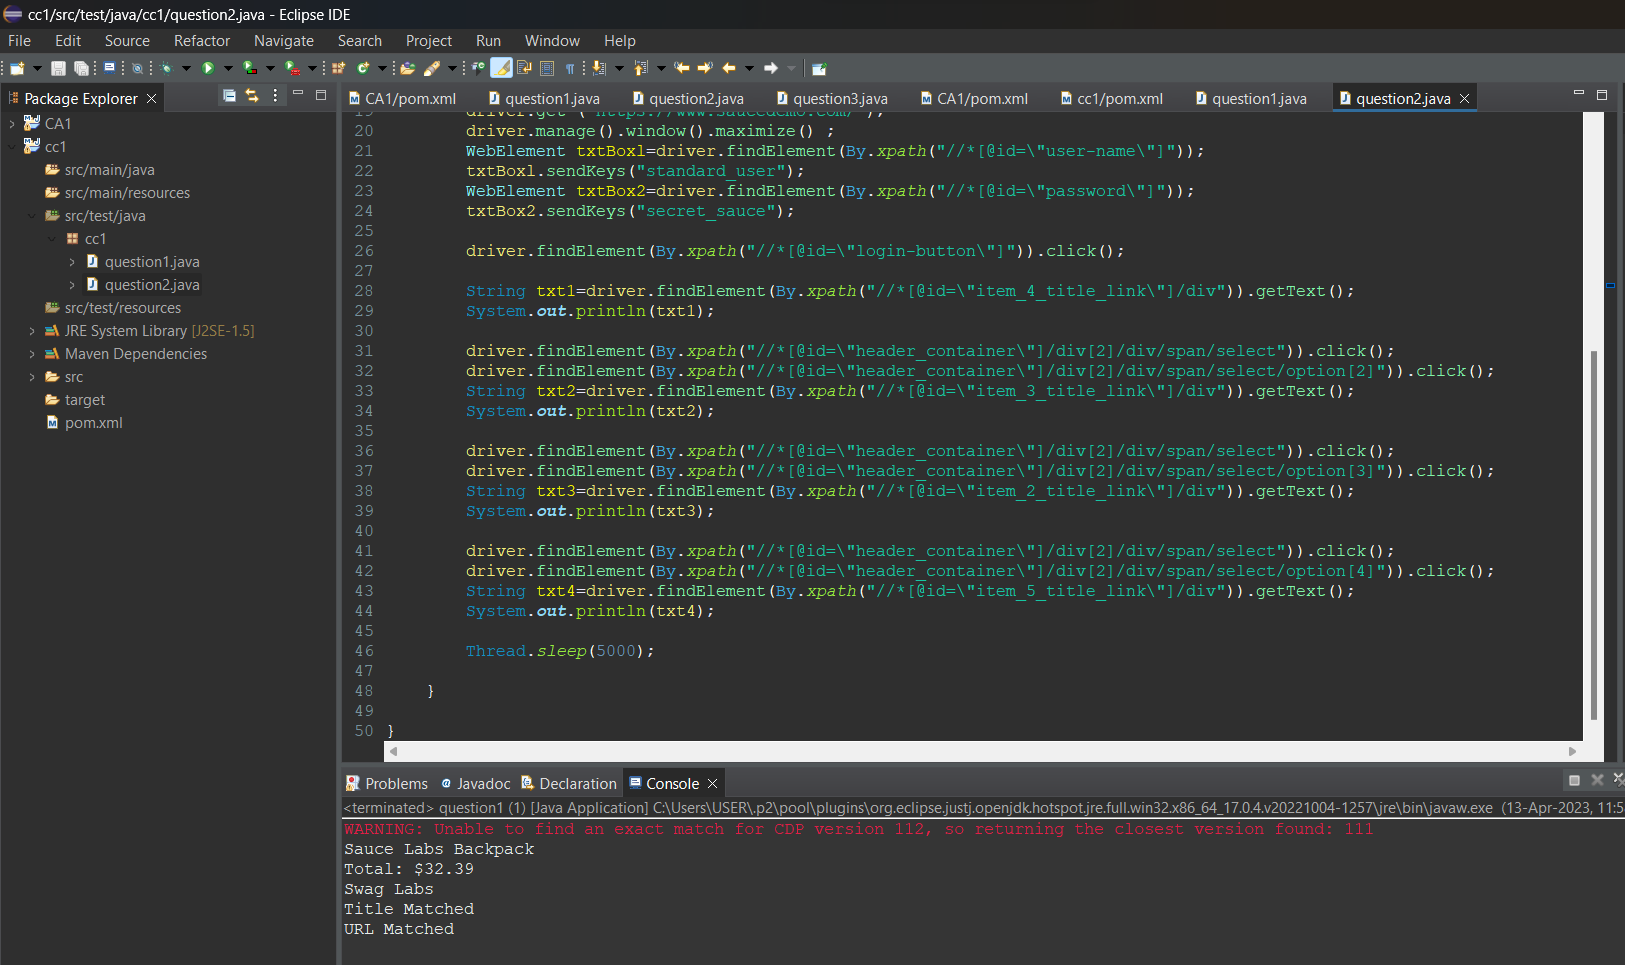 cc1/src/test/java/cc1/question2.java - Eclipse IDE
File Edit Source Refactor Navigate Search Project Run Window Help
Package Explorer
CA1
cc1
src/main/java
src/main/resources
src/test/java
cc1
question1.java
question2.java
src/test/resources
JRE System Library [J2SE-1.5]
Maven Dependencies
src
target
pom.xml
CA1/pom.xml question1.java question2.java question3.java CA1/pom.xml cc1/pom.xml question1.java question2.java
19 driver.get ("https://www.saucedemo.com/");
20 driver.manage().window().maximize() ;
21 WebElement txtBoxl=driver.findElement(By.xpath("//*[@id=\"user-name\"]"));
22 txtBoxl.sendKeys("standard_user");
23 WebElement txtBox2=driver.findElement(By.xpath("//*[@id=\"password\"]"));
24 txtBox2.sendKeys("secret_sauce");
25
26 driver.findElement(By.xpath("//*[@id=\"login-button\"]")).click();
27
28 String txt1=driver.findElement(By.xpath("//*[@id=\"item_4_title_link\"]/div")).getText();
29 System.out.println(txt1);
30
31 driver.findElement(By.xpath("//*[@id=\"header_container\"]/div[2]/div/span/select")).click();
32 driver.findElement(By.xpath("//*[@id=\"header_container\"]/div[2]/div/span/select/option[2]")).click();
33 String txt2=driver.findElement(By.xpath("//*[@id=\"item_3_title_link\"]/div")).getText();
34 System.out.println(txt2);
35
36 driver.findElement(By.xpath("//*[@id=\"header_container\"]/div[2]/div/span/select")).click();
37 driver.findElement(By.xpath("//*[@id=\"header_container\"]/div[2]/div/span/select/option[3]")).click();
38 String txt3=driver.findElement(By.xpath("//*[@id=\"item_2_title_link\"]/div")).getText();
39 System.out.println(txt3);
40
41 driver.findElement(By.xpath("//*[@id=\"header_container\"]/div[2]/div/span/select")).click();
42 driver.findElement(By.xpath("//*[@id=\"header_container\"]/div[2]/div/span/select/option[4]")).click();
43 String txt4=driver.findElement(By.xpath("//*[@id=\"item_5_title_link\"]/div")).getText();
44 System.out.println(txt4);
45
46 Thread.sleep(5000);
47
48 }
49
50 }
Problems Javadoc Declaration Console
<terminated> question1 (1) [Java Application] C:\Users\USER\.p2\pool\plugins\org.eclipse.justj.openjdk.hotspot.jre.full.win32.x86_64_17.0.4.v20221004-1257\jre\bin\javaw.exe (13-Apr-2023, 11:5
WARNING: Unable to find an exact match for CDP version 112, so returning the closest version found: 111
Sauce Labs Backpack
Total: $32.39
Swag Labs
Title Matched
URL Matched